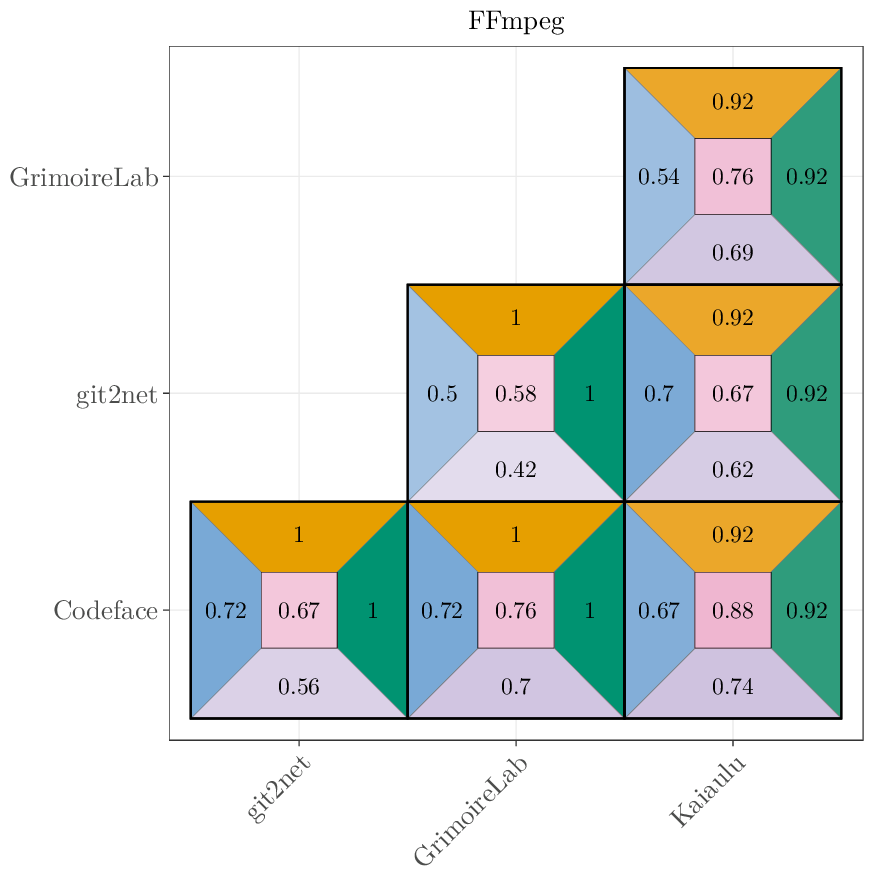 FFmpeg
0.92
GrimoireLab 0.54 0.76 0.92
0.69
1 0.92
git2net 0.5 0.58 1 0.7 0.67 0.92
0.42 0.62
1 1 0.92
Codeface 0.72 0.67 1 0.72 0.76 1 0.67 0.88 0.92
0.56 0.7 0.74
git2net GrimoireLab Kaiaulu